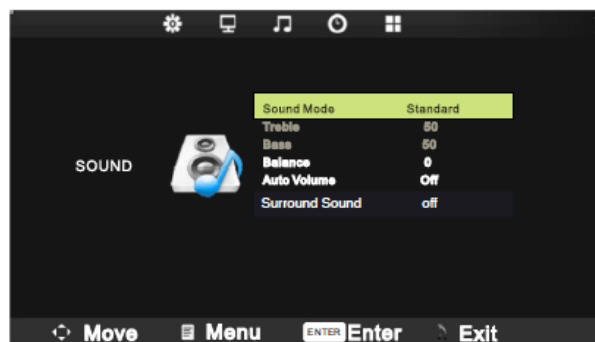 Sound Mode Standard
Treble 50
Bass 50
SOUND
Balance 0
Auto Volume Off
Surround Sound off
Move Menu ENTER Enter Exit